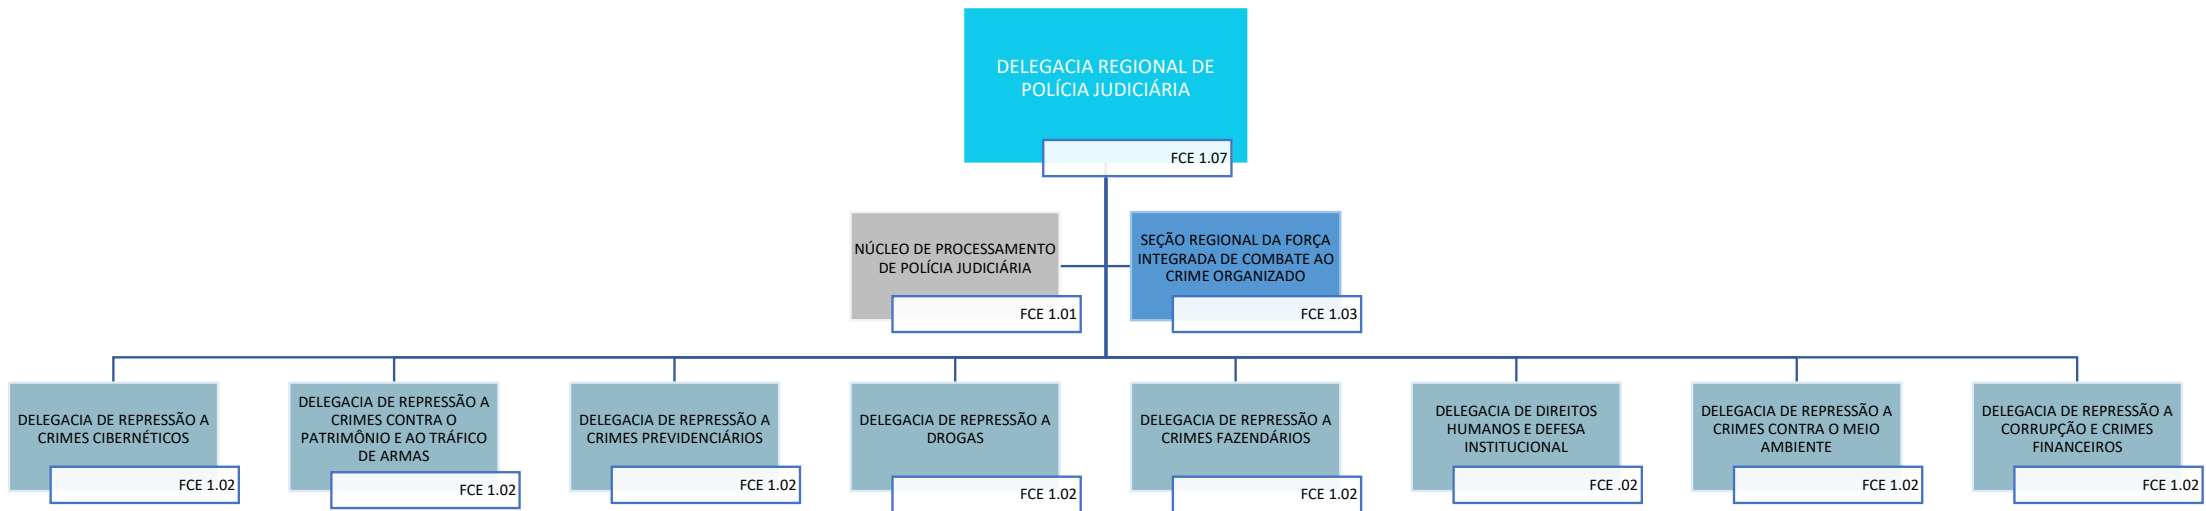 DELEGACIA REGIONAL DE
POLÍCIA JUDICIÁRIA
FCE 1.07
NÚCLEO DE PROCESSAMENTO
DE POLÍCIA JUDICIÁRIA
FCE 1.01
SEÇÃO REGIONAL DA FORÇA
INTEGRADA DE COMBATE AO
CRIME ORGANIZADO
FCE 1.03
DELEGACIA DE REPRESSÃO A
CRIMES CIBERNÉTICOS
FCE 1.02
DELEGACIA DE REPRESSÃO A
CRIMES CONTRA O
PATRIMÔNIO E AO TRÁFICO
DE ARMAS
FCE 1.02
DELEGACIA DE REPRESSÃO A
CRIMES PREVIDENCIÁRIOS
FCE 1.02
DELEGACIA DE REPRESSÃO A
DROGAS
FCE 1.02
DELEGACIA DE REPRESSÃO A
CRIMES FAZENDÁRIOS
FCE 1.02
DELEGACIA DE DIREITOS
HUMANOS E DEFESA
INSTITUCIONAL
FCE .02
DELEGACIA DE REPRESSÃO A
CRIMES CONTRA O MEIO
AMBIENTE
FCE 1.02
DELEGACIA DE REPRESSÃO A
CORRUPÇÃO E CRIMES
FINANCEIROS
FCE 1.02